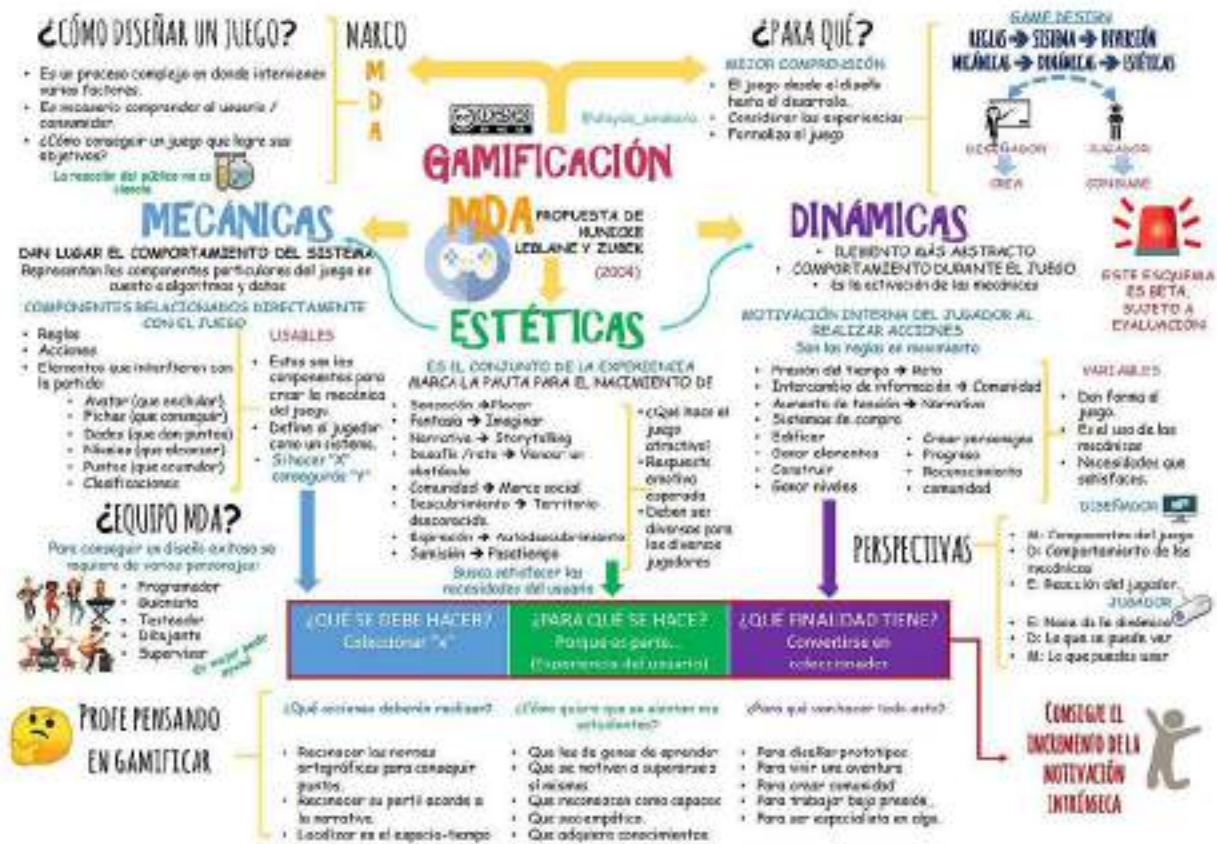 ¿CÓMO DISEÑAR UN JUEGO?
• Es un proceso complejo en donde intervienen
varios factores.
• Es necesario comprender al usuario /
consumidor.
• ¿Cómo conseguir un juego que logre sus
objetivos?
La reacción del público no es
ciencia
NARCO
M
D
A
GAMIFICACIÓN
MDA
PROPUESTA DE
HUNICKE
LEBLANE Y ZUBEK
(2004)
¿PARA QUÉ?
MEJOR COMPRENSIÓN
• El juego desde el diseño
hasta el desarrollo.
• Considerar las experiencias
• Formaliza el juego
GAME DESIGN
REGLAS → SISTEMA → DIVERSIÓN
MECÁNICAS → DINÁMICAS → ESTÉTICAS
DISEÑADOR
JUGADOR
CREA
CONSUME
MECÁNICAS
DAN LUGAR EL COMPORTAMIENTO DEL SISTEMA
Representan los componentes particulares del juego en
cuanto a algoritmos y datos
COMPONENTES RELACIONADOS DIRECTAMENTE
CON EL JUEGO
• Reglas
• Acciones
• Elementos que interfieren con
la partida:
• Avatar (que
• Fichas (que conseguir)
• Dados (que dan puntos)
• Niveles (que alcanzar)
• Puntos (que acumular)
• Clasificaciones
USABLES
• Estos son los
componentes para
crear la mecánica
del juego.
• Define al jugador
como un sistema.
• Si hacer "X"
conseguirás "Y"
ESTÉTICAS
ES EL CONJUNTO DE LA EXPERIENCIA
MARCA LA PAUTA PARA EL NACIMIENTO DE
• Sensación → Placer
• Fantasía → Imaginar
• Narrativa → Storytelling
• Desafío /reto → Vencer un
obstáculo
• Comunidad → Marco social
• Descubrimiento → Territorio
desconocido.
• Expresión → Autodescubrimiento
• Sumisión → Pasatiempo
• ¿Qué hace el
juego
atractivo?
• Respuesta
emotiva
esperada
• Deben ser
diversas para
los diversos
jugadores
Busca satisfacer las
necesidades del usuario
DINÁMICAS
• ELEMENTO MÁS ABSTRACTO
• COMPORTAMIENTO DURANTE EL JUEGO
• Es la activación de las mecánicas
MOTIVACIÓN INTERNA DEL JUGADOR AL
REALIZAR ACCIONES
Son las reglas en movimiento
• Presión del tiempo → Reto
• Intercambio de información → Comunidad
• Aumento de tensión → Narrativa
• Sistemas de compra
• Edificar
• Ganar elementos
• Construir
• Ganar niveles
• Crear personajes
• Progreso
• Reconocimiento
• comunidad
ESTE ESQUEMA
ES BETA,
SUJETO A
EVALUACIÓN
VARIABLES
• Dan forma al
juego.
• Es el uso de las
mecánicas
• Necesidades que
satisfaces.
¿EQUIPO MDA?
Para conseguir un diseño exitoso se
requiere de varios personajes:
• Programador
• Guionista
• Testeador
• Dibujante
• Supervisor
PERSPECTIVAS
DISEÑADOR
• M: Componentes del juego
• D: Comportamiento de las
mecánicas
• E: Reacción del jugador.
JUGADOR
• E: Nace de la dinámica
• D: Lo que se puede ver
• M: Lo que puedes usar
¿QUÉ SE DEBE HACER?
Coleccionar "x"
¿PARA QUÉ SE HACE?
Porque es parte...
(Experiencia del usuario)
¿QUÉ FINALIDAD TIENE?
Convertirse en
coleccionador
PROFE PENSANDO
EN GAMIFICAR
¿Qué acciones deberán realizar?
• Reconocer las normas
ortográficas para conseguir
puntos.
• Reconocer su perfil acorde a
la narrativa.
• Localizar en el espacio-tiempo
¿Cómo quiero que se sientan mis
estudiantes?
• Que les de ganas de aprender
• Que se motiven a superarse a
sí mismos
• Que reconozcan como capaces
• Que sea empático.
• Que adquiera conocimientos
¿Para qué van hacer todo esto?
• Para diseñar prototipos
• Para vivir una aventura
• Para crear comunidad
• Para trabajar bajo presión.
• Para ser especialista en algo.
CONSIGUE EL
INCREMENTO DE LA
MOTIVACIÓN
INTRÍNSECA